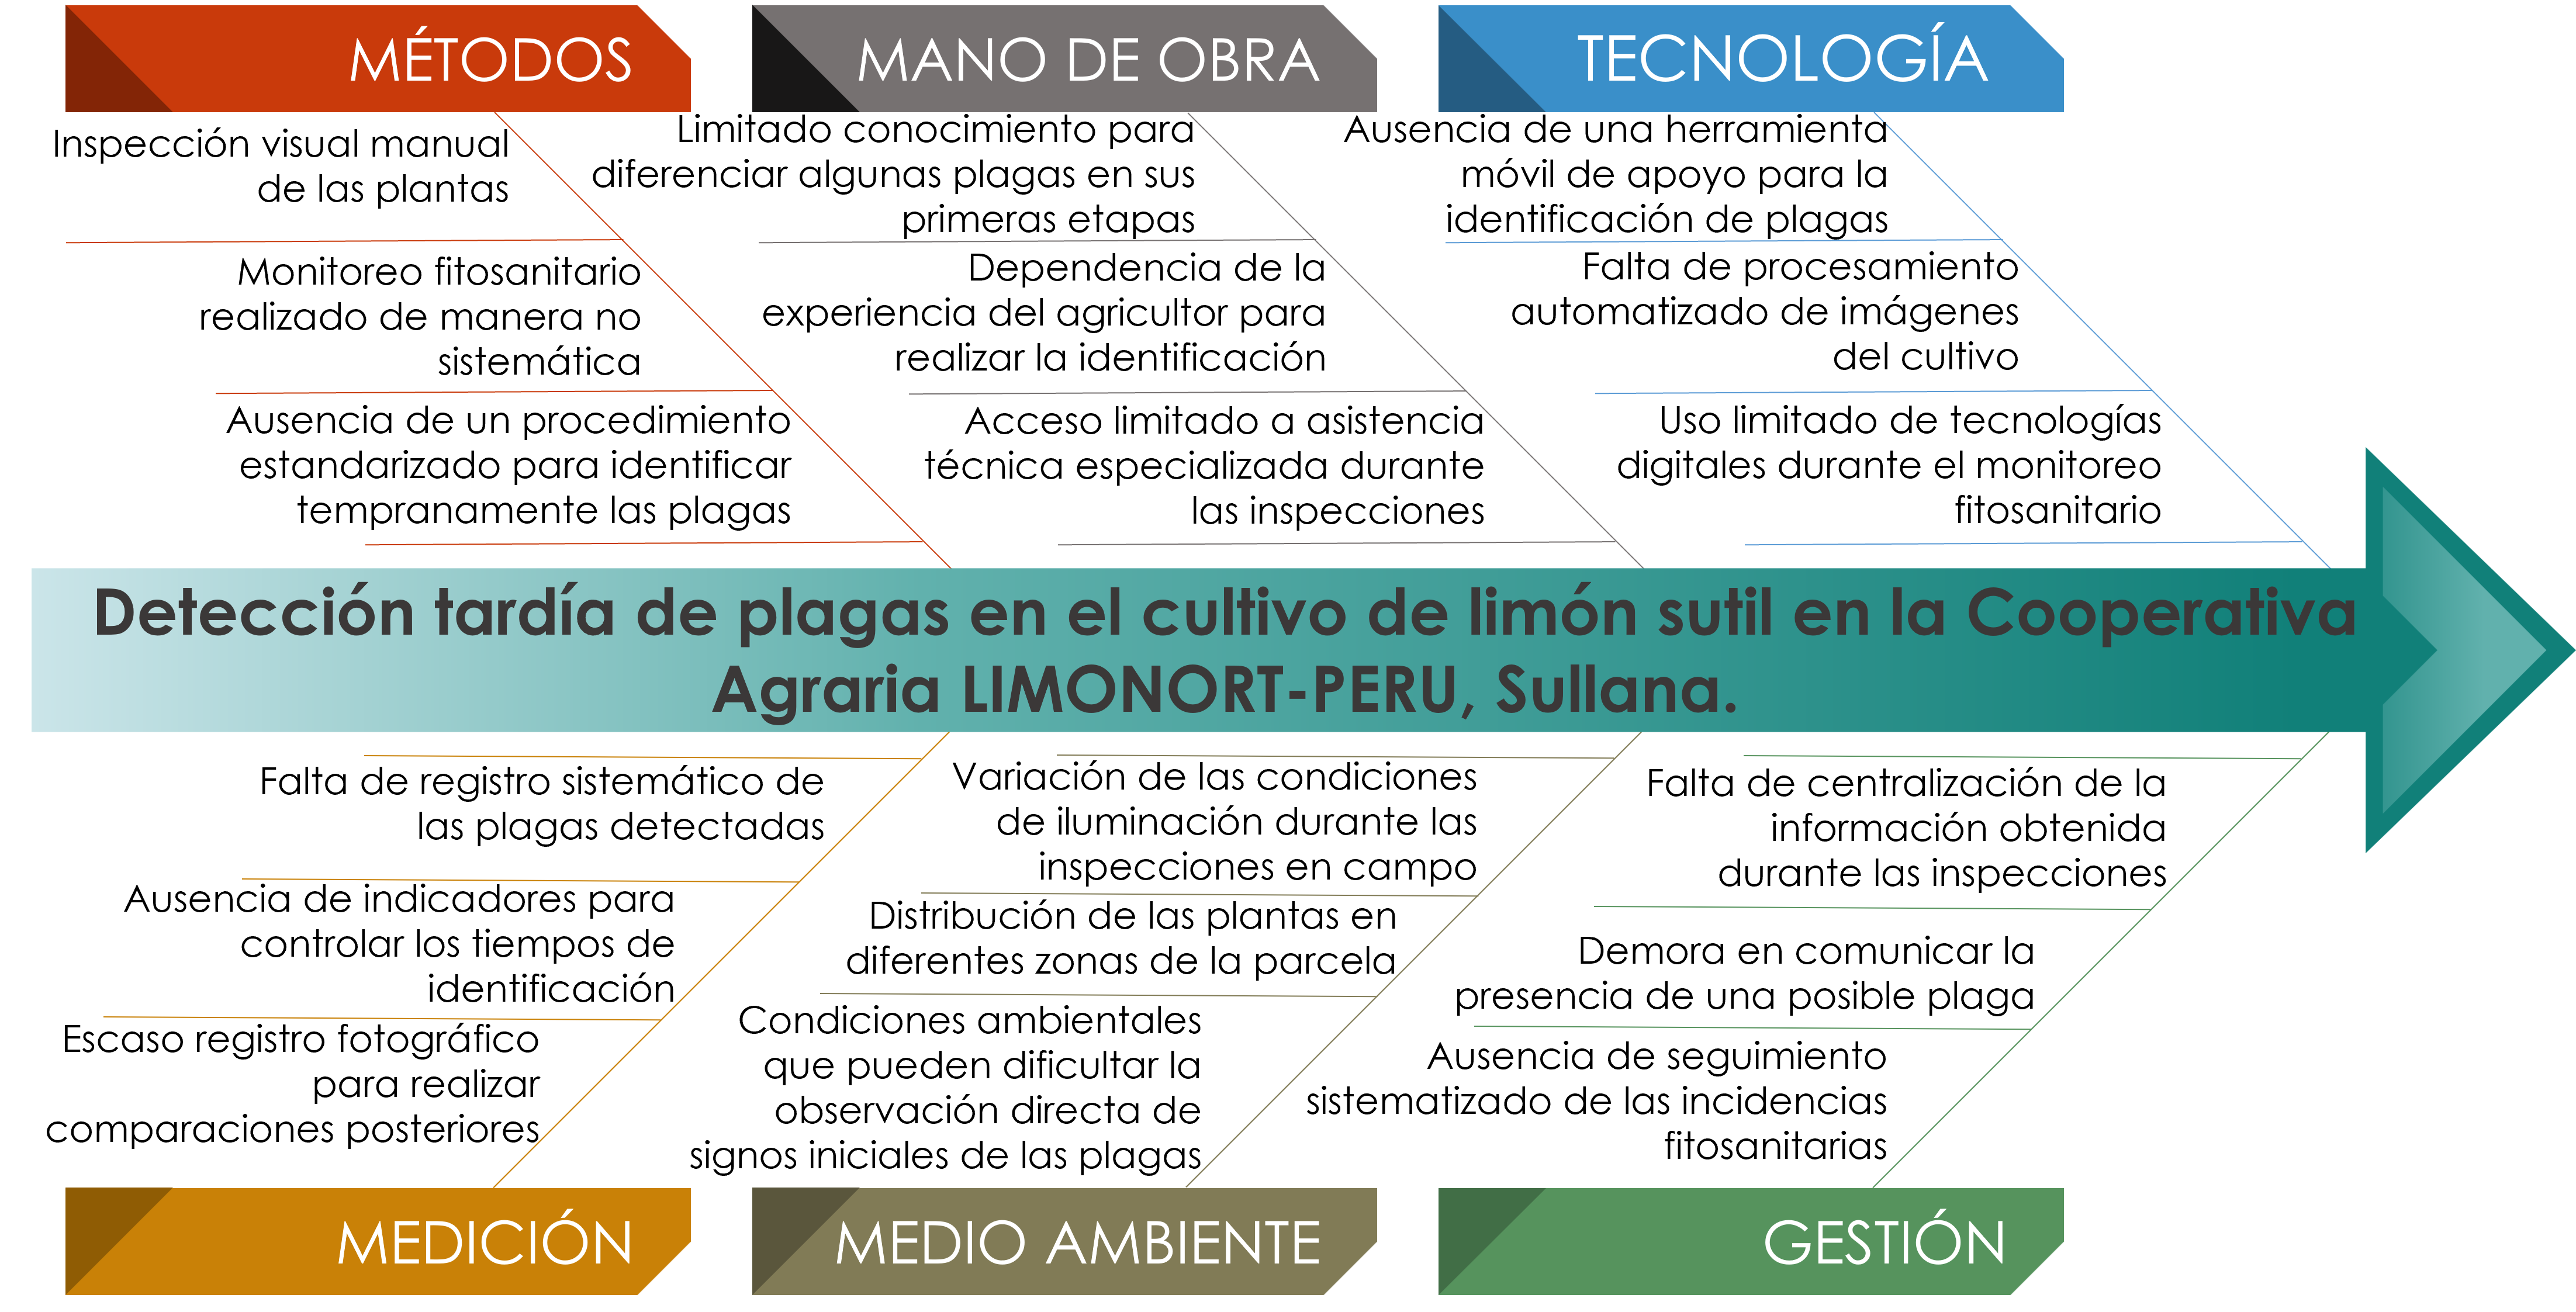 MÉTODOS
Inspección visual manual
de las plantas
Monitoreo fitosanitario
realizado de manera no
sistemática
Ausencia de un procedimiento
estandarizado para identificar
tempranamente las plagas
MANO DE OBRA
Limitado conocimiento para
diferenciar algunas plagas en sus
primeras etapas
Dependencia de la
experiencia del agricultor para
realizar la identificación
Acceso limitado a asistencia
técnica especializada durante
las inspecciones
TECNOLOGÍA
Ausencia de una herramienta
móvil de apoyo para la
identificación de plagas
Falta de procesamiento
automatizado de imágenes
del cultivo
Uso limitado de tecnologías
digitales durante el monitoreo
fitosanitario
Detección tardía de plagas en el cultivo de limón sutil en la Cooperativa
Agraria LIMONORT-PERU, Sullana.
Falta de registro sistemático de
las plagas detectadas
Ausencia de indicadores para
controlar los tiempos de
identificación
Escaso registro fotográfico
para realizar
comparaciones posteriores
MEDICIÓN
Variación de las condiciones
de iluminación durante las
inspecciones en campo
Distribución de las plantas en
diferentes zonas de la parcela
Condiciones ambientales
que pueden dificultar la
observación directa de
signos iniciales de las plagas
MEDIO AMBIENTE
Falta de centralización de la
información obtenida
durante las inspecciones
Demora en comunicar la
presencia de una posible plaga
Ausencia de seguimiento
sistematizado de las incidencias
fitosanitarias
GESTIÓN